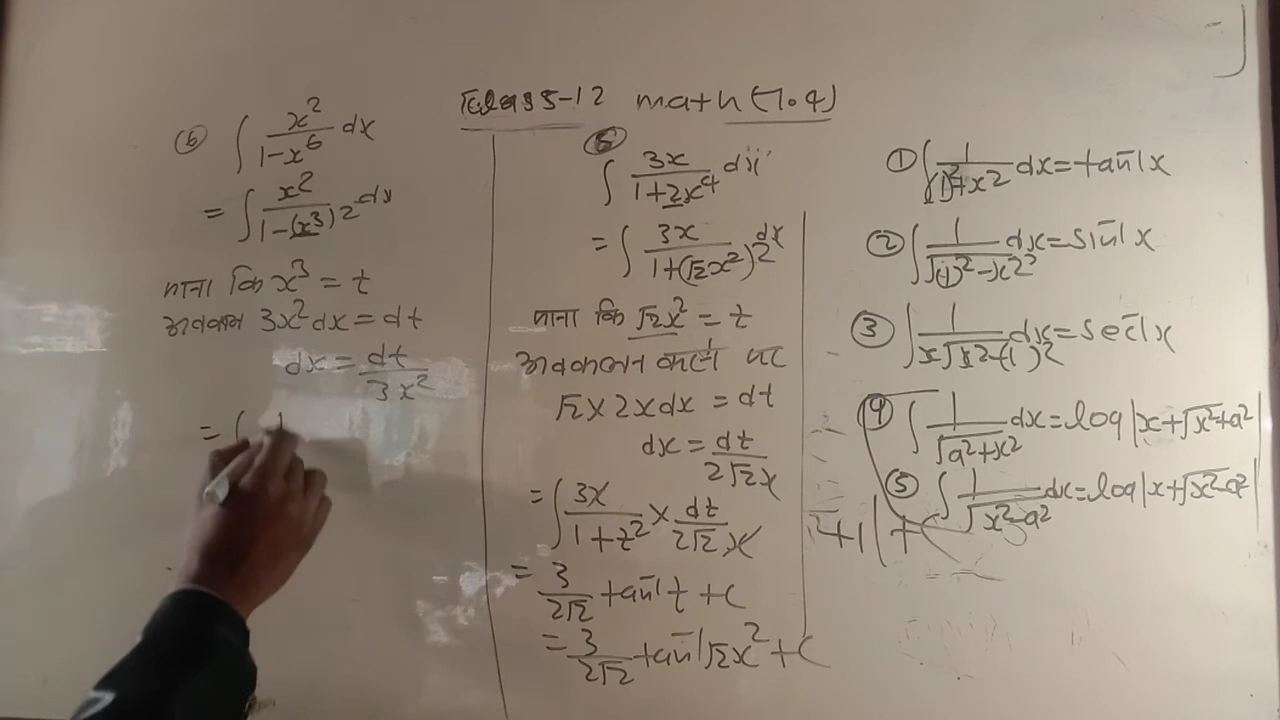 Class-12 math (7.4)
⑥ ∫ x²/(1-x⁶) dx
= ∫ x²/(1-(x³)²) dx
माना कि x³ = t
अवकलन 3x²dx = dt
dx = dt/(3x²)
= ∫
⑤
∫ 3x/(1+2x⁴) dx
= ∫ 3x/(1+(√2x²)²) dx
माना कि √2x² = t
अवकलन करने पर
√2×2xdx = dt
dx = dt/(2√2x)
= ∫ 3x/(1+t²) × dt/(2√2x)
= 3/(2√2) tan⁻¹ t + C
= 3/(2√2) tan⁻¹ √2x² + C
① ∫ 1/((1)²+x²) dx = tan⁻¹x
② ∫ 1/√((1)²-x²) dx = sin⁻¹x
③ ∫ 1/(x√(x²-(1)²)) dx = sec⁻¹x
④ ∫ 1/√(a²+x²) dx = log|x+√(x²+a²)|
⑤ ∫ 1/√(x²-a²) dx = log|x+√(x²-a²)|
²+1|+C